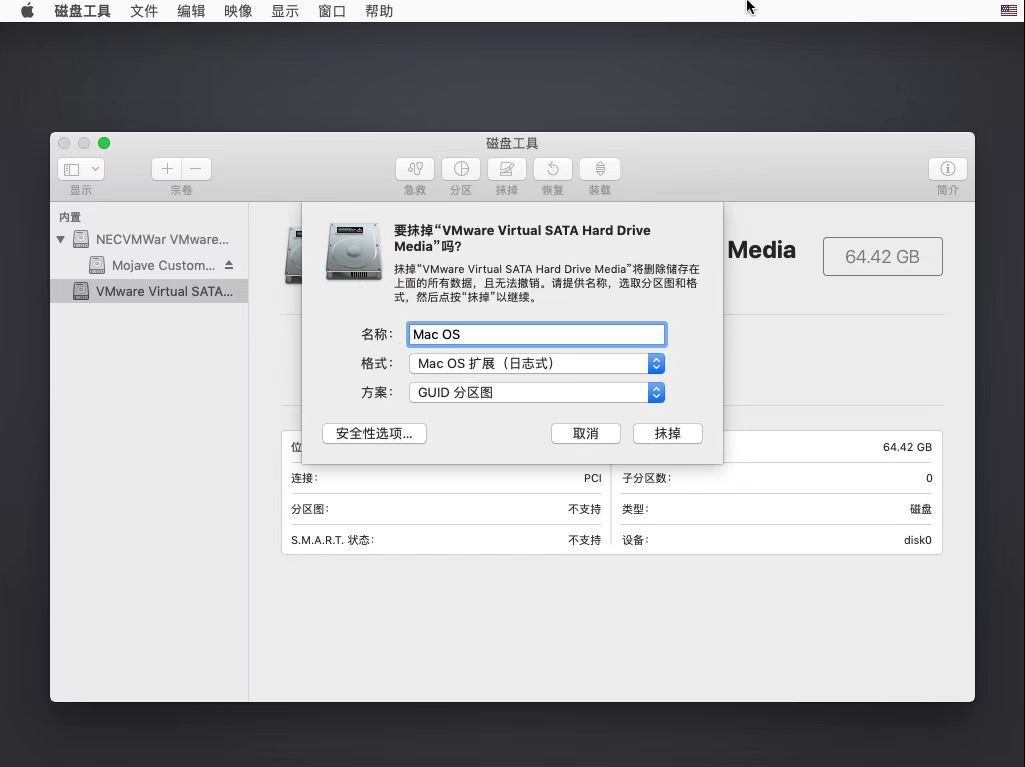 磁盘工具 文件 编辑 映像 显示 窗口 帮助
磁盘工具
显示 宗卷 急救 分区 抹掉 恢复 装载 简介
内置
NECVMWar VMware...
Mojave Custom...
VMware Virtual SATA...
要抹掉“VMware Virtual SATA Hard Drive
Media”吗?
抹掉“VMware Virtual SATA Hard Drive Media”将删除储存在
上面的所有数据，且无法撤销。请提供名称，选取分区图和格
式，然后点按“抹掉”以继续。
Media
64.42 GB
名称： Mac OS
格式： Mac OS 扩展（日志式）
方案： GUID 分区图
安全性选项... 取消 抹掉
位
64.42 GB
连接： PCI 子分区数： 0
分区图： 不支持 类型： 磁盘
S.M.A.R.T. 状态： 不支持 设备： disk0